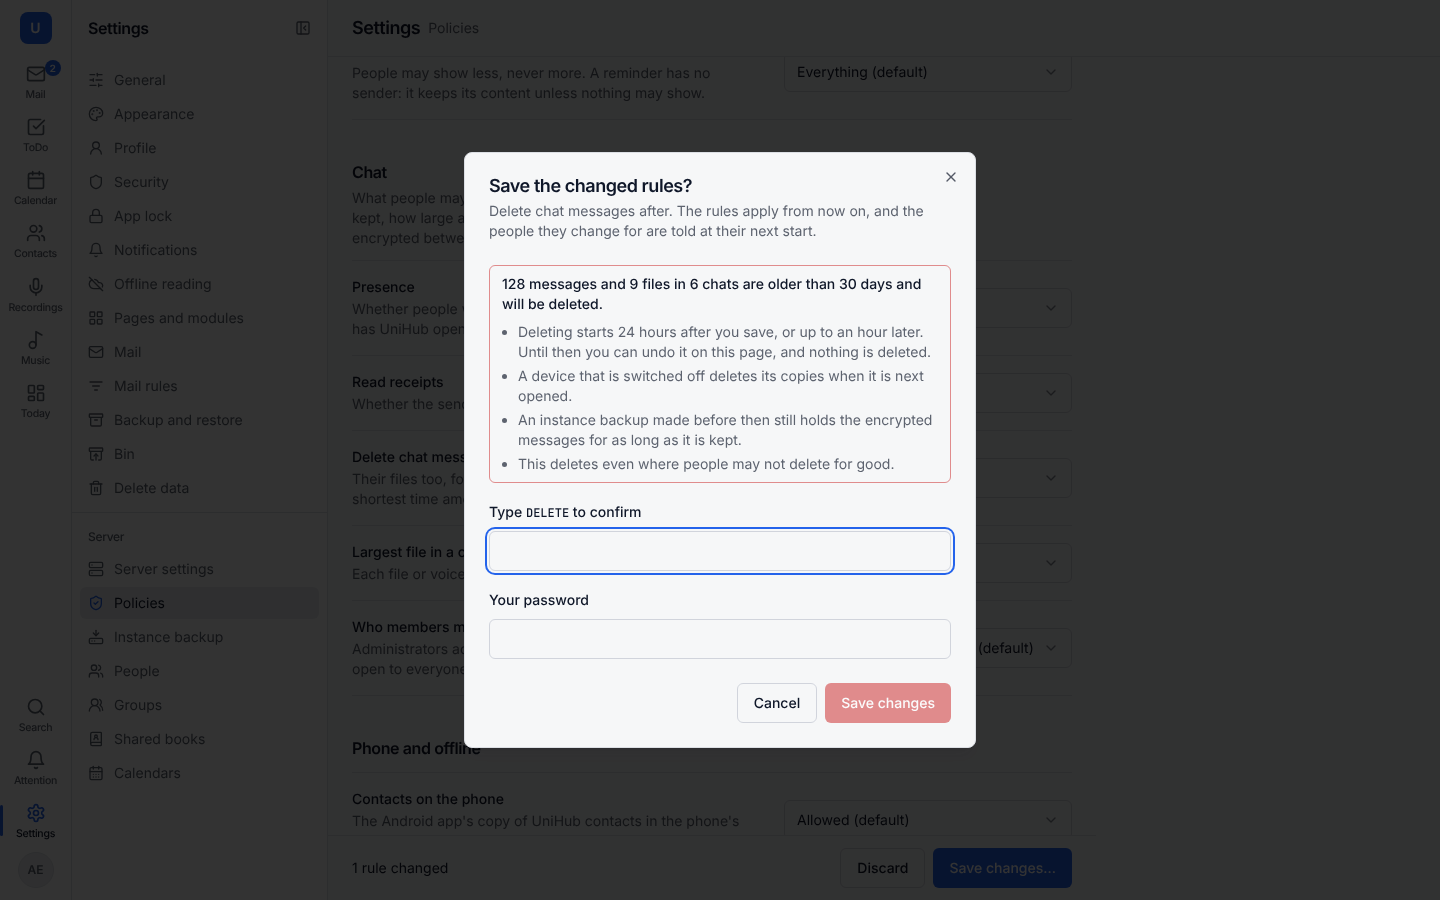 U
Settings
Settings Policies
Mail
2
ToDo
Calendar
Contacts
Recordings
Music
Today
Search
Attention
Settings
AE
General
Appearance
Profile
Security
App lock
Notifications
Offline reading
Pages and modules
Mail
Mail rules
Backup and restore
Bin
Delete data
Server
Server settings
Policies
Instance backup
People
Groups
Shared books
Calendars
People may show less, never more. A reminder has no
sender: it keeps its content unless nothing may show.
Everything (default)
Chat
What people may
kept, how large a
encrypted betwe
Presence
Whether people
has UniHub open
Read receipts
Whether the send
Delete chat mess
Their files too, fo
shortest time amo
Largest file in a c
Each file or voice
Who members m
Administrators ac
open to everyone
(default)
Phone and offline
Contacts on the phone
The Android app's copy of UniHub contacts in the phone's
Allowed (default)
1 rule changed
Discard
Save changes...
Save the changed rules?
Delete chat messages after. The rules apply from now on, and the
people they change for are told at their next start.
128 messages and 9 files in 6 chats are older than 30 days and
will be deleted.
• Deleting starts 24 hours after you save, or up to an hour later.
Until then you can undo it on this page, and nothing is deleted.
• A device that is switched off deletes its copies when it is next
opened.
• An instance backup made before then still holds the encrypted
messages for as long as it is kept.
• This deletes even where people may not delete for good.
Type DELETE to confirm
Your password
Cancel
Save changes